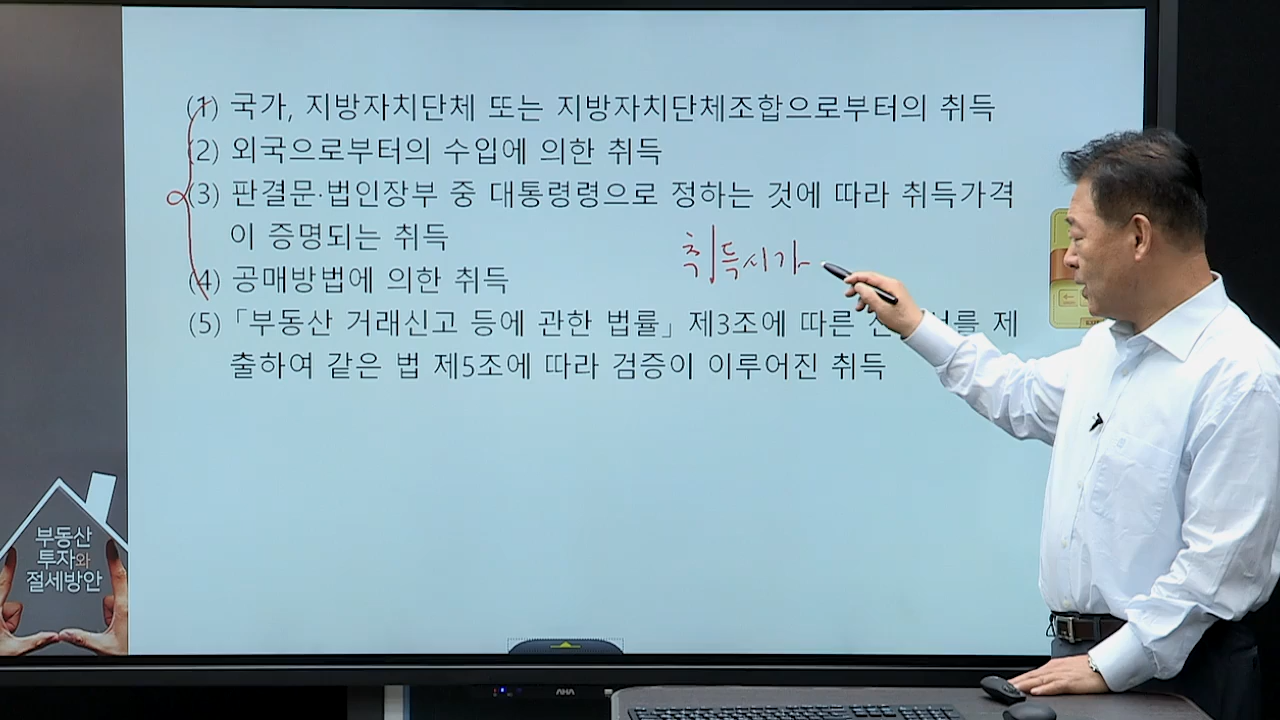 (1) 국가, 지방자치단체 또는 지방자치단체조합으로부터의 취득
(2) 외국으로부터의 수입에 의한 취득
(3) 판결문·법인장부 중 대통령령으로 정하는 것에 따라 취득가격
이 증명되는 취득
취득시가
(4) 공매방법에 의한 취득
(5) 「부동산 거래신고 등에 관한 법률」 제3조에 따른 를 제
출하여 같은 법 제5조에 따라 검증이 이루어진 취득
부동산
투자와
절세방안